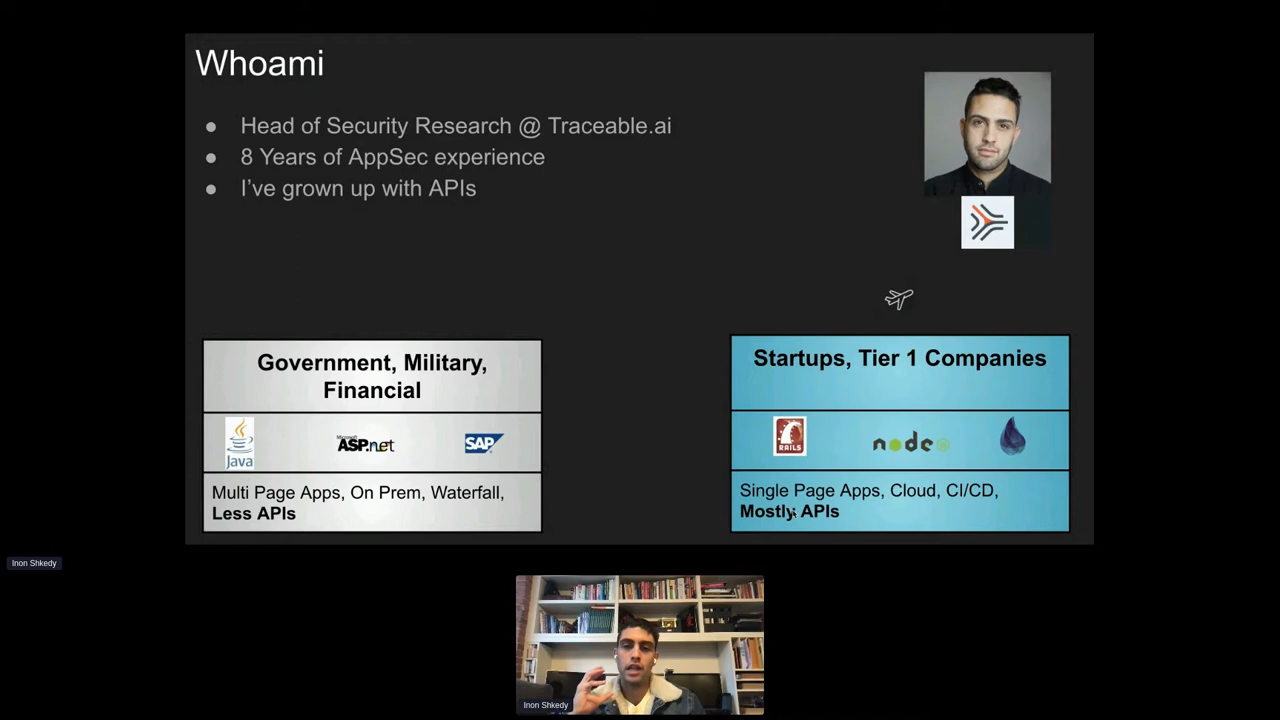 Whoami
● Head of Security Research @ Traceable.ai
● 8 Years of AppSec experience
● I've grown up with APIs
Government, Military,
Financial
Java
Microsoft
ASP.net
SAP
Multi Page Apps, On Prem, Waterfall,
Less APIs
Startups, Tier 1 Companies
RAILS
node
Single Page Apps, Cloud, CI/CD,
Mostly APIs
Inon Shkedy
Inon Shkedy